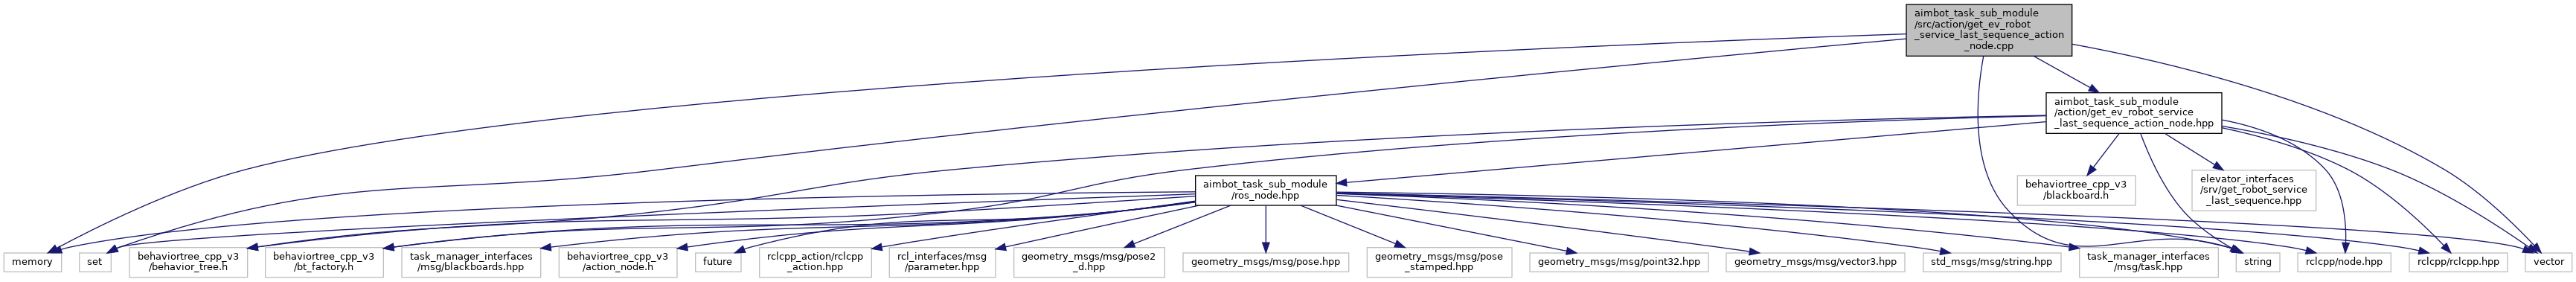 aimbot_task_sub_module
/src/action/get_ev_robot
_service_last_sequence_action
_node.cpp
aimbot_task_sub_module
/action/get_ev_robot_service
_last_sequence_action_node.hpp
aimbot_task_sub_module
/ros_node.hpp
behaviortree_cpp_v3
/blackboard.h
elevator_interfaces
/srv/get_robot_service
_last_sequence.hpp
memory
set
behaviortree_cpp_v3
/behavior_tree.h
behaviortree_cpp_v3
/bt_factory.h
task_manager_interfaces
/msg/blackboards.hpp
behaviortree_cpp_v3
/action_node.h
future
rclcpp_action/rclcpp
_action.hpp
rcl_interfaces/msg
/parameter.hpp
geometry_msgs/msg/pose2
_d.hpp
geometry_msgs/msg/pose.hpp
geometry_msgs/msg/pose
_stamped.hpp
geometry_msgs/msg/point32.hpp
geometry_msgs/msg/vector3.hpp
std_msgs/msg/string.hpp
task_manager_interfaces
/msg/task.hpp
string
rclcpp/node.hpp
rclcpp/rclcpp.hpp
vector